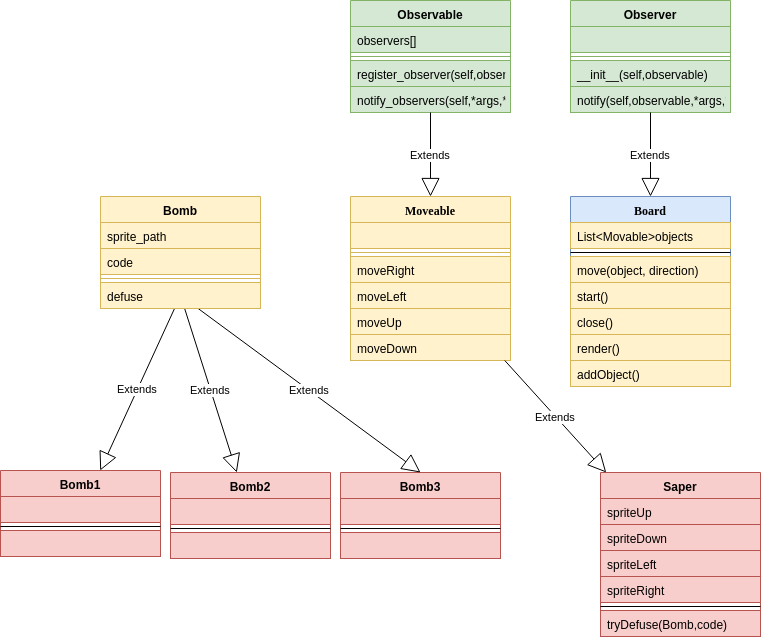 Observable
observers[]
register_observer(self,obser
notify_observers(self,*args,*
Observer
__init__(self,observable)
notify(self,observable,*args,
Extends
Extends
Bomb
sprite_path
code
defuse
Moveable
moveRight
moveLeft
moveUp
moveDown
Board
List<Movable>objects
move(object, direction)
start()
close()
render()
addObject()
Extends
Extends
Extends
Extends
Bomb1
Bomb2
Bomb3
Saper
spriteUp
spriteDown
spriteLeft
spriteRight
tryDefuse(Bomb,code)